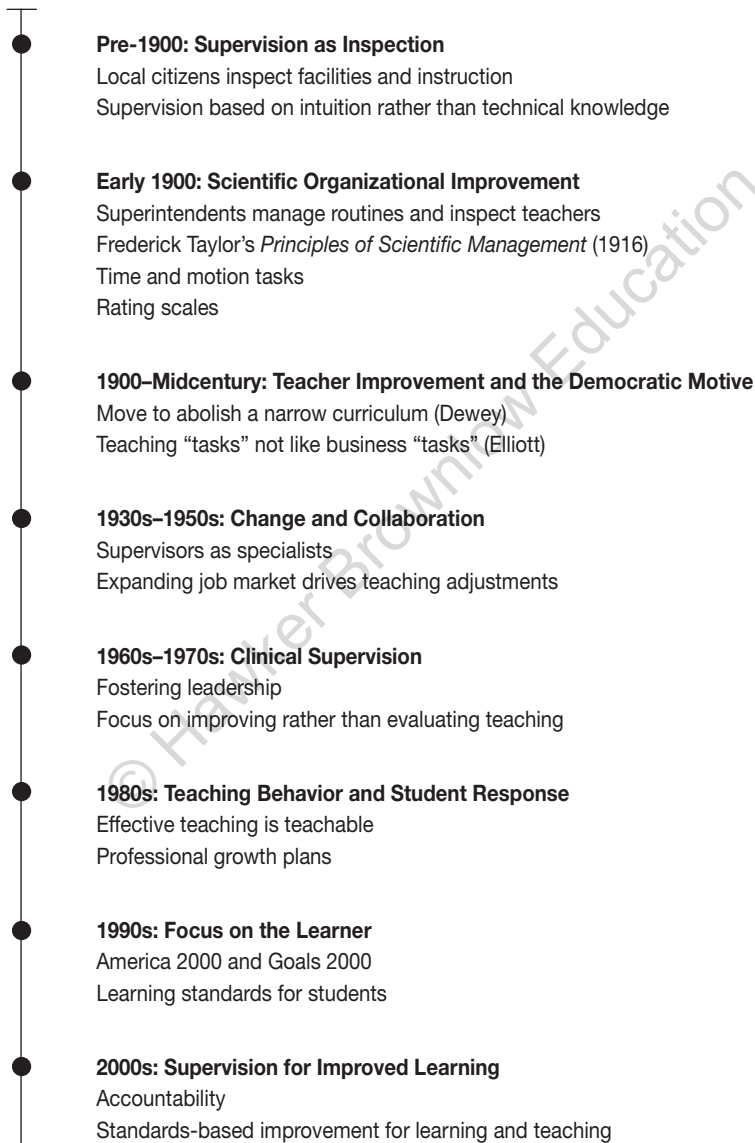 Pre-1900: Supervision as Inspection
Local citizens inspect facilities and instruction
Supervision based on intuition rather than technical knowledge
Early 1900: Scientific Organizational Improvement
Superintendents manage routines and inspect teachers
Frederick Taylor’s Principles of Scientific Management (1916)
Time and motion tasks
Rating scales
1900–Midcentury: Teacher Improvement and the Democratic Motive
Move to abolish a narrow curriculum (Dewey)
Teaching “tasks” not like business “tasks” (Elliott)
1930s–1950s: Change and Collaboration
Supervisors as specialists
Expanding job market drives teaching adjustments
1960s–1970s: Clinical Supervision
Fostering leadership
Focus on improving rather than evaluating teaching
1980s: Teaching Behavior and Student Response
Effective teaching is teachable
Professional growth plans
1990s: Focus on the Learner
America 2000 and Goals 2000
Learning standards for students
2000s: Supervision for Improved Learning
Accountability
Standards-based improvement for learning and teaching
© Hawker Brownlow Education